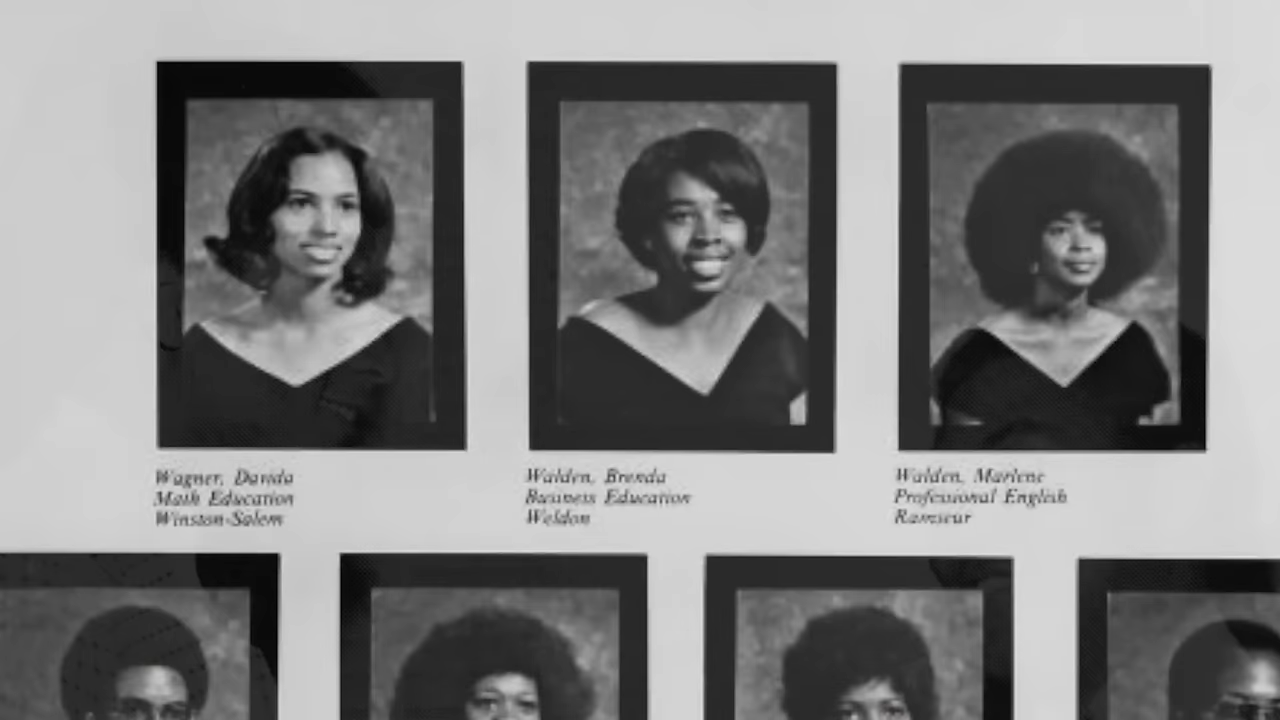 Wagner, Davida
Math Education
Winston-Salem
Walden, Brenda
Business Education
Weldon
Walden, Marlene
Professional English
Ramseur